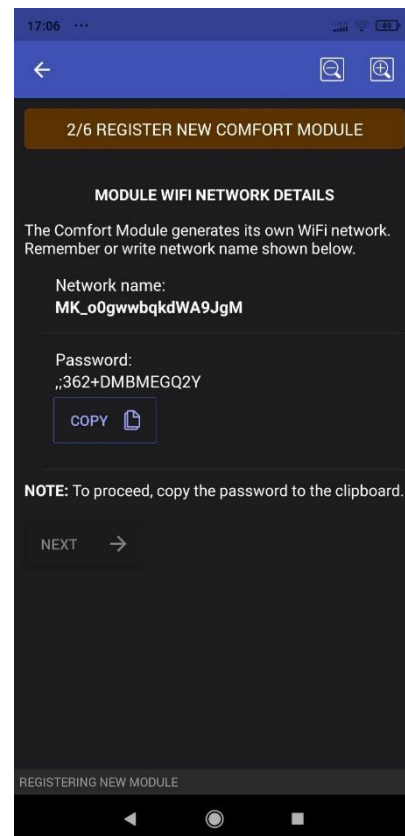 17:06 ...
49
2/6 REGISTER NEW COMFORT MODULE
MODULE WIFI NETWORK DETAILS
The Comfort Module generates its own WiFi network.
Remember or write network name shown below.
Network name:
MK_o0gwwbqkdWA9JgM
Password:
,;362+DMBMEGQ2Y
COPY
NOTE: To proceed, copy the password to the clipboard.
NEXT
REGISTERING NEW MODULE